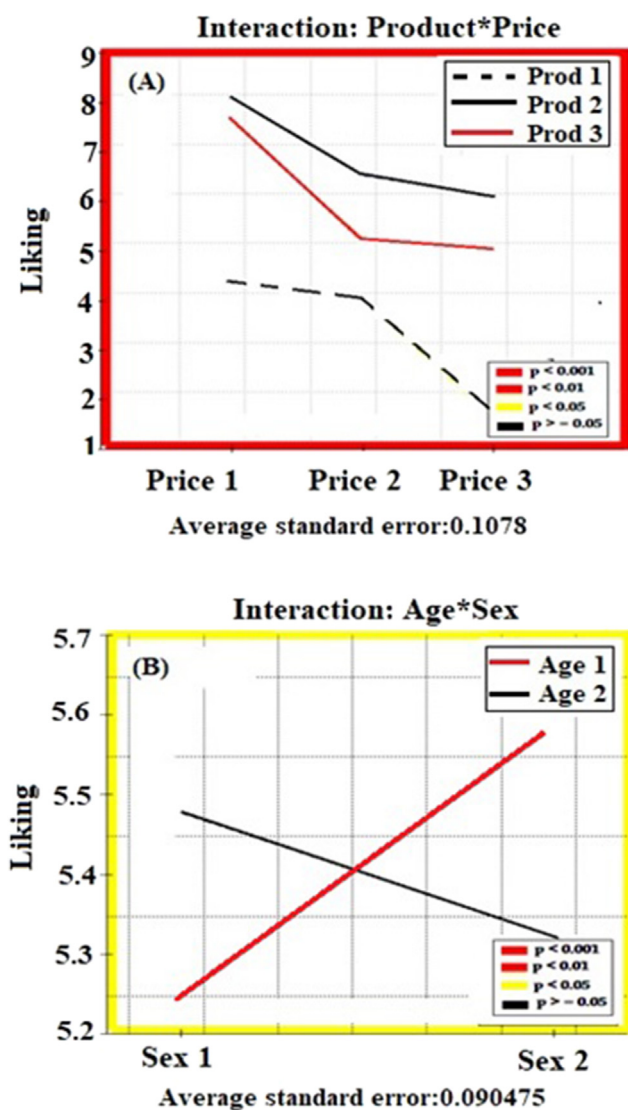 Interaction: Product*Price
(A)
Prod 1
Prod 2
Prod 3
9
8
7
6
5
4
3
2
1
Liking
p < 0.001
p < 0.01
p < 0.05
p > - 0.05
Price 1 Price 2 Price 3
Average standard error:0.1078
Interaction: Age*Sex
(B)
Age 1
Age 2
5.7
5.6
5.5
5.4
5.3
5.2
Liking
p < 0.001
p < 0.01
p < 0.05
p > - 0.05
Sex 1 Sex 2
Average standard error:0.090475